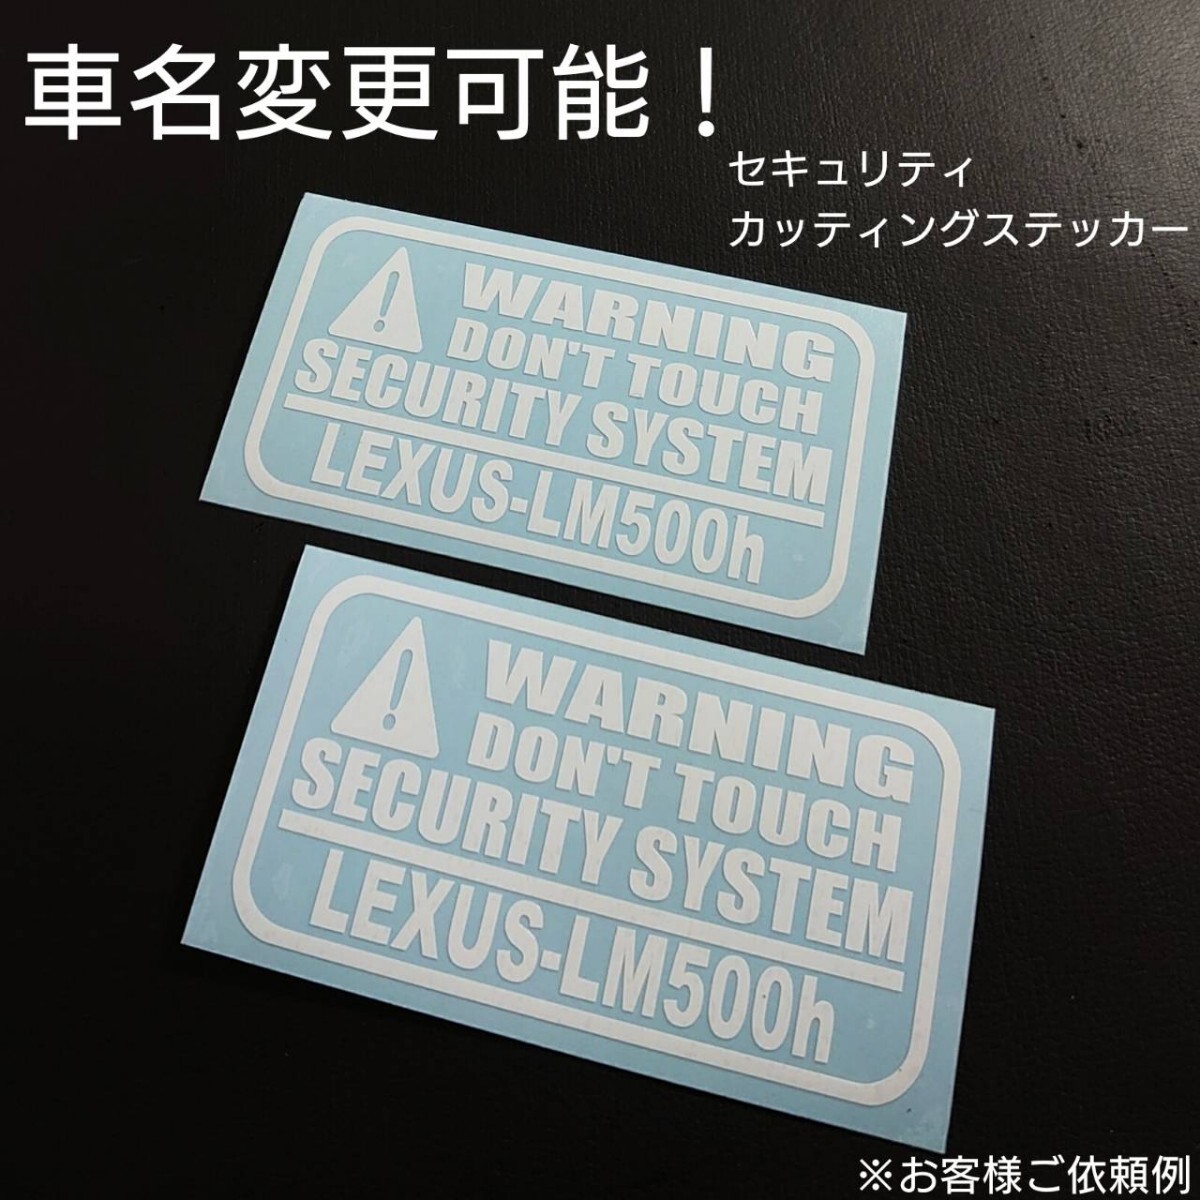 車名変更可能！
セキュリティ
カッティングステッカー
WARNING
DON'T TOUCH
SECURITY SYSTEM
LEXUS-LM500h
WARNING
DON'T TOUCH
SECURITY SYSTEM
LEXUS-LM500h
※お客様ご依頼例